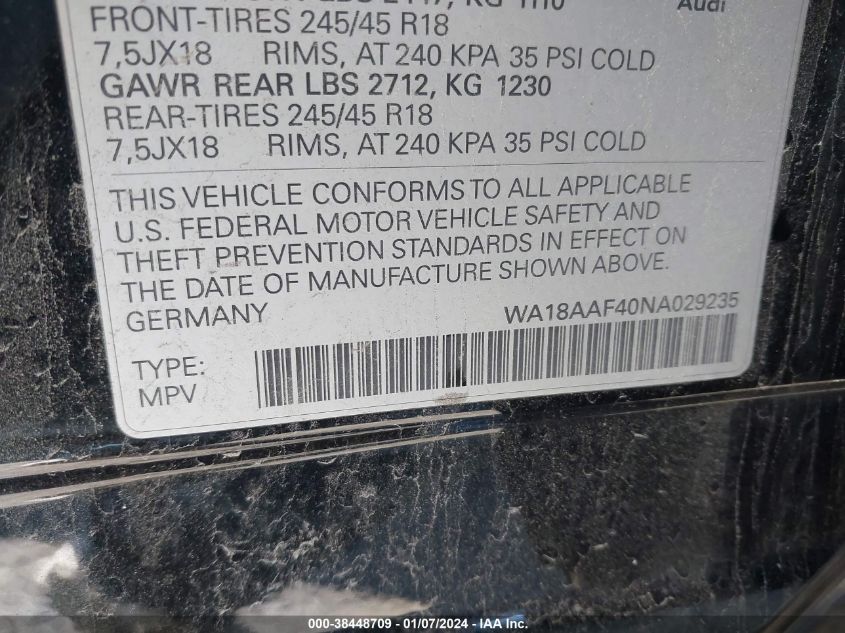 Audi
FRONT-TIRES 245/45 R18
7,5JX18 RIMS, AT 240 KPA 35 PSI COLD
GAWR REAR LBS 2712, KG 1230
REAR-TIRES 245/45 R18
7,5JX18 RIMS, AT 240 KPA 35 PSI COLD
THIS VEHICLE CONFORMS TO ALL APPLICABLE
U.S. FEDERAL MOTOR VEHICLE SAFETY AND
THEFT PREVENTION STANDARDS IN EFFECT ON
THE DATE OF MANUFACTURE SHOWN ABOVE.
GERMANY WA18AAF40NA029235
TYPE:
MPV
000-38448709 - 01/07/2024 - IAA Inc.